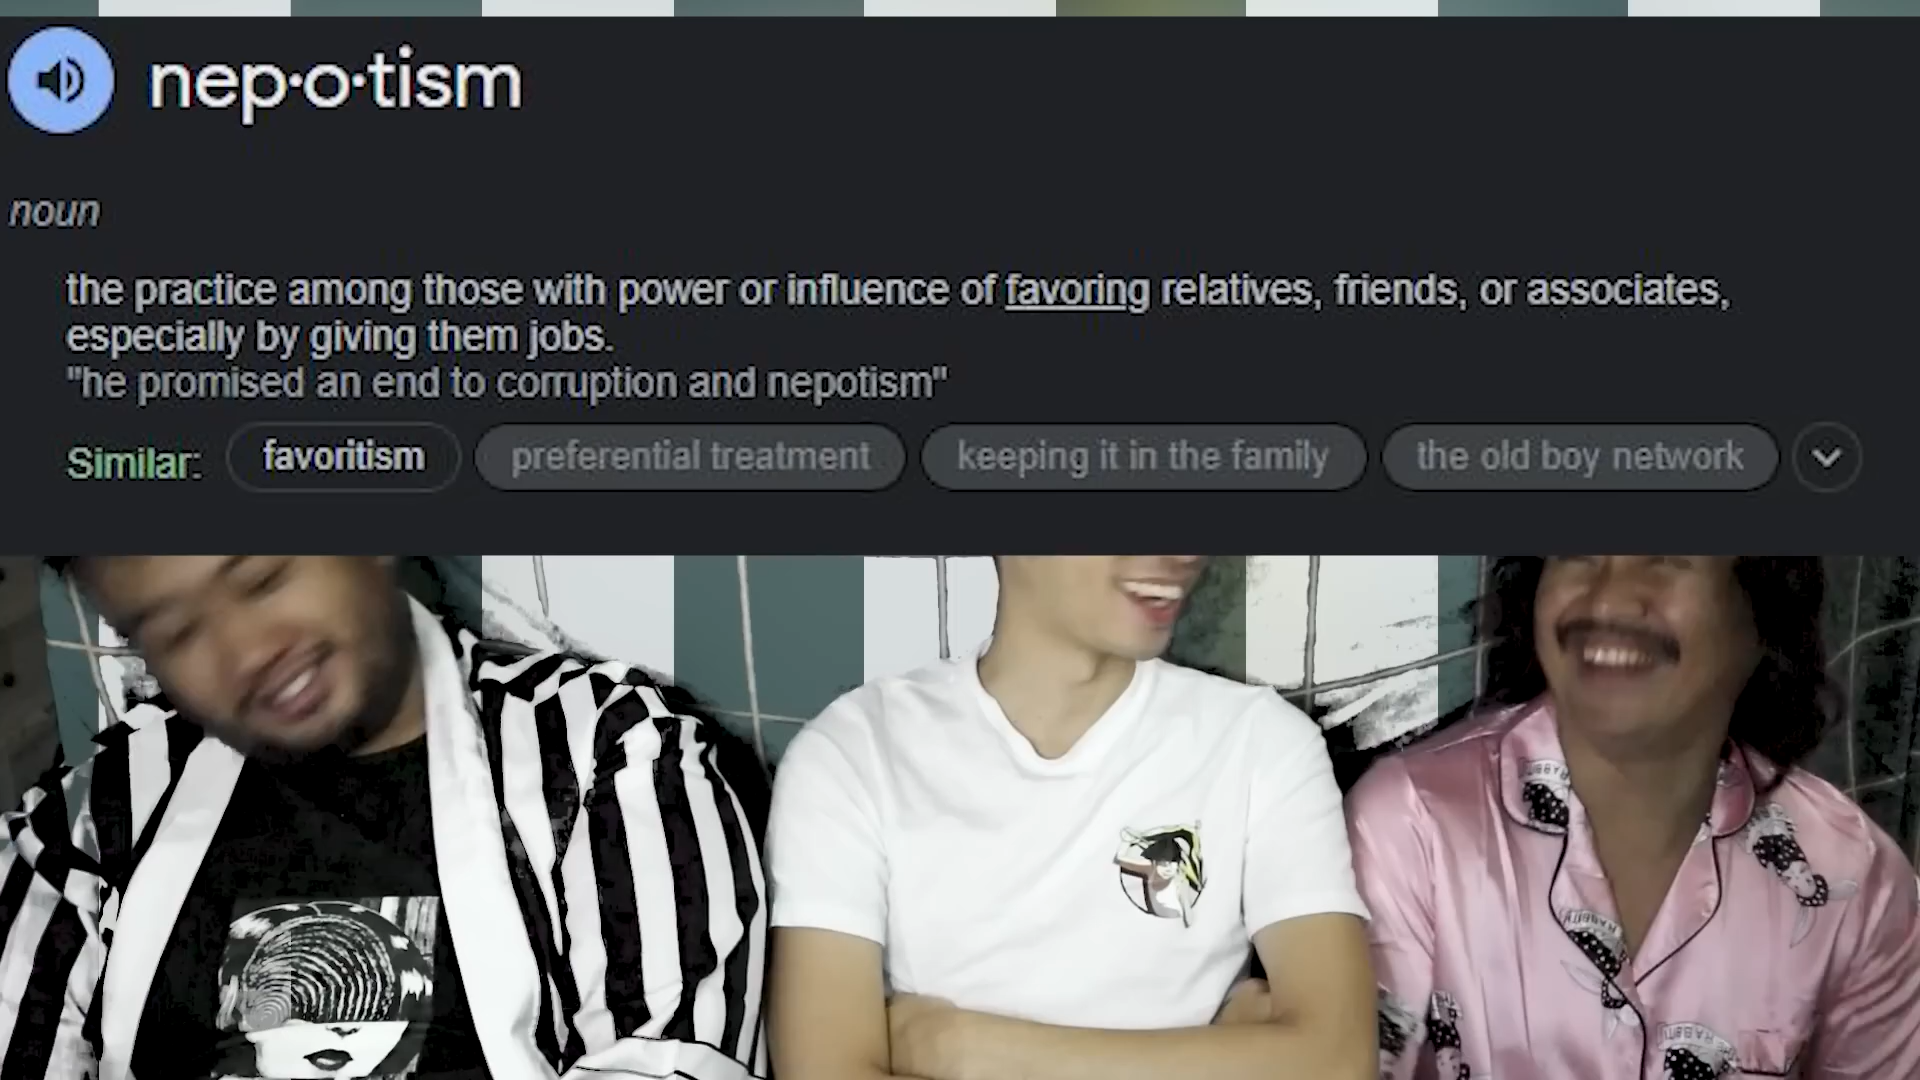 nep·o·tism
noun
the practice among those with power or influence of favoring relatives, friends, or associates,
especially by giving them jobs.
"he promised an end to corruption and nepotism"
Similar: favoritism preferential treatment keeping it in the family the old boy network